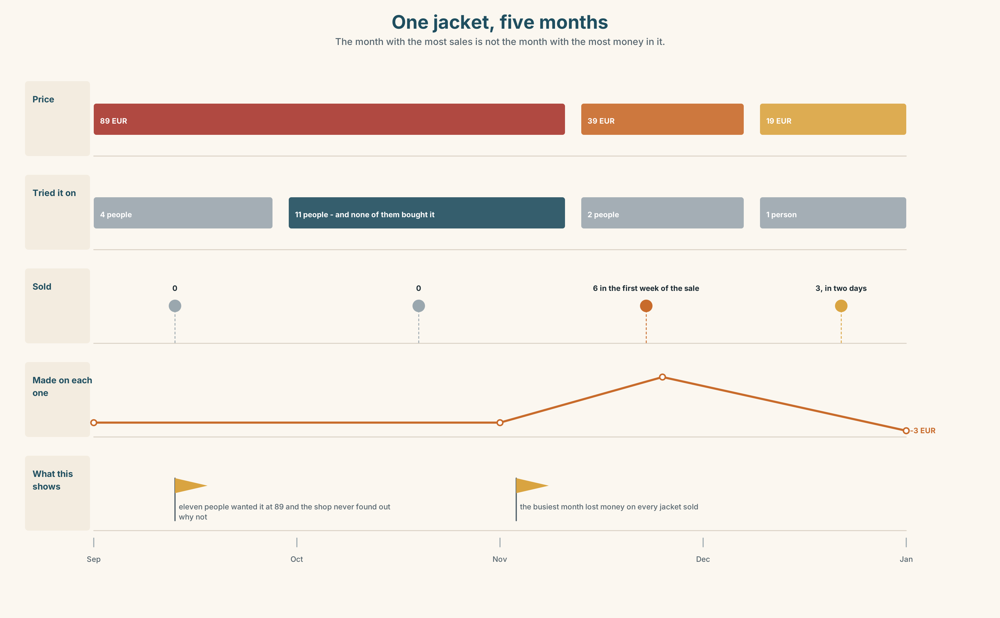 One jacket, five months
The month with the most sales is not the month with the most money in it.
Price
89 EUR
39 EUR
19 EUR
Tried it on
4 people
11 people - and none of them bought it
2 people
1 person
Sold
0
0
6 in the first week of the sale
3, in two days
Made on each
one
-3 EUR
What this
shows
eleven people wanted it at 89 and the shop never found out
why not
the busiest month lost money on every jacket sold
Sep
Oct
Nov
Dec
Jan